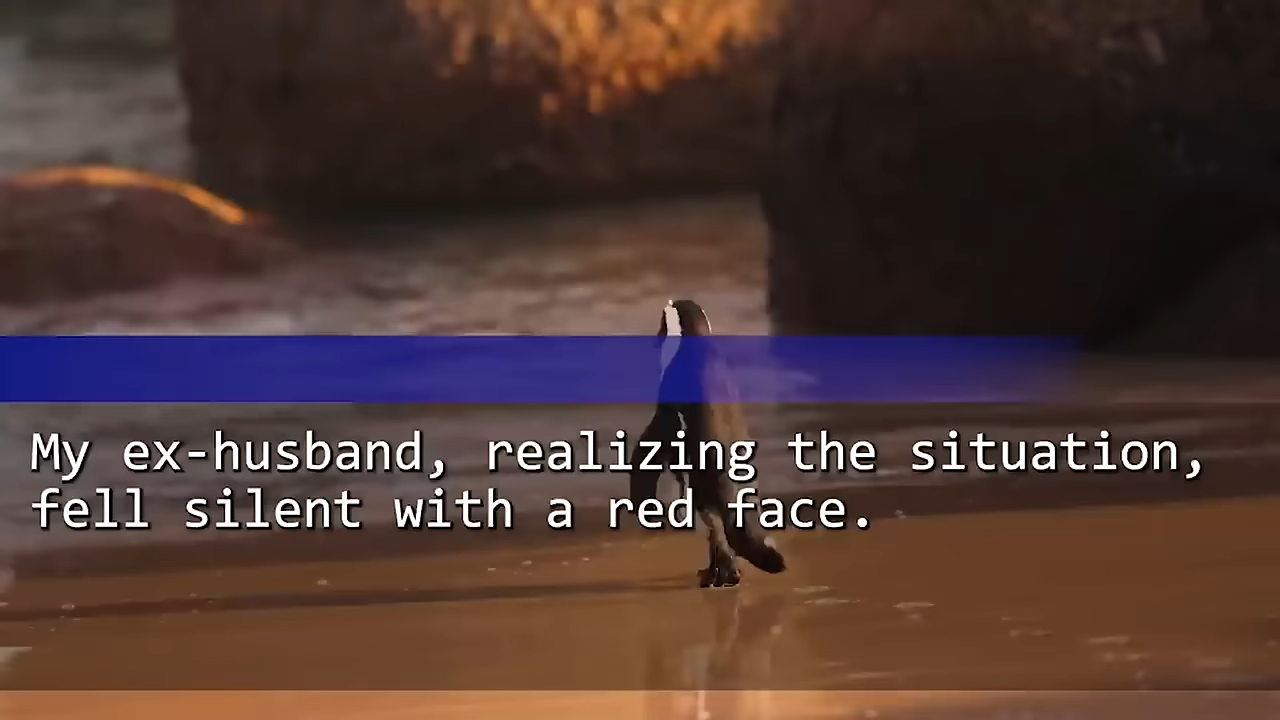 My ex-husband, realizing the situation,
fell silent with a red face.